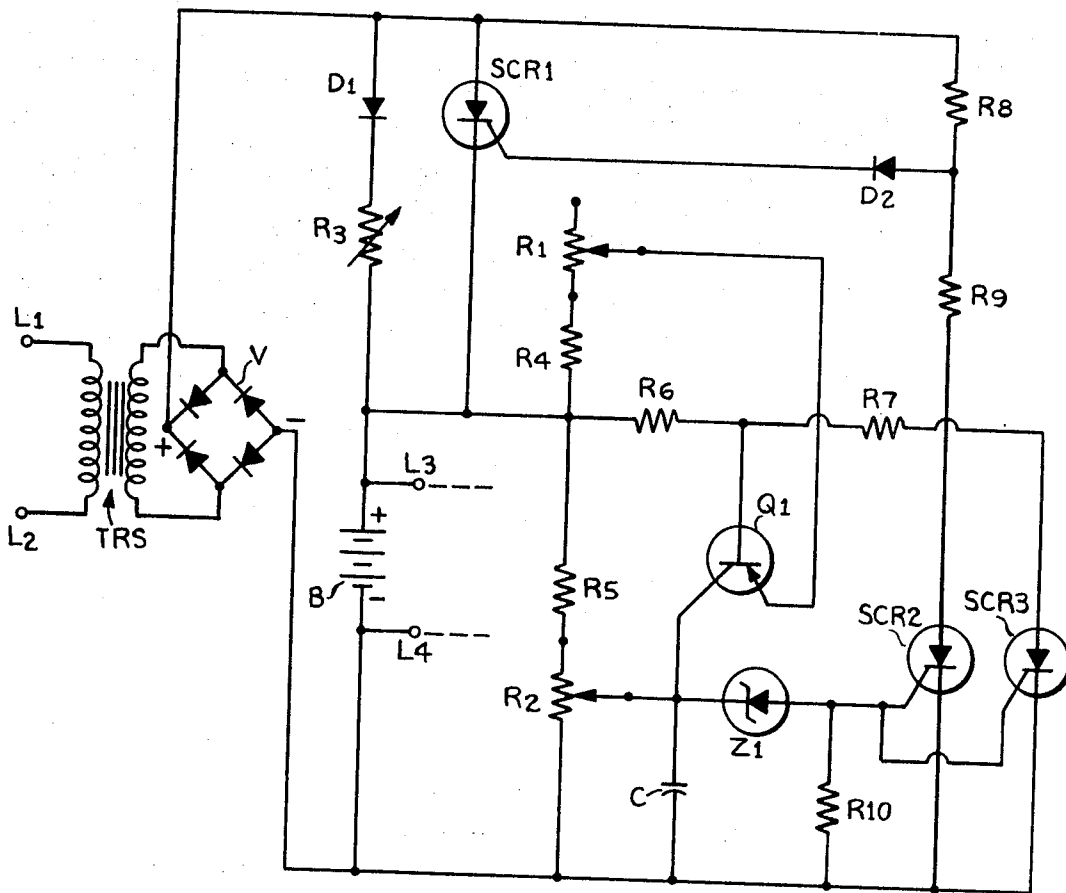 SCR1
D1
R8
D2
R3
R1
R9
L1
V
R4
R6
R7
+
-
L3
L2
TRS
Q1
+
B
-
R5
SCR2
SCR3
L4
R2
Z1
C
R10